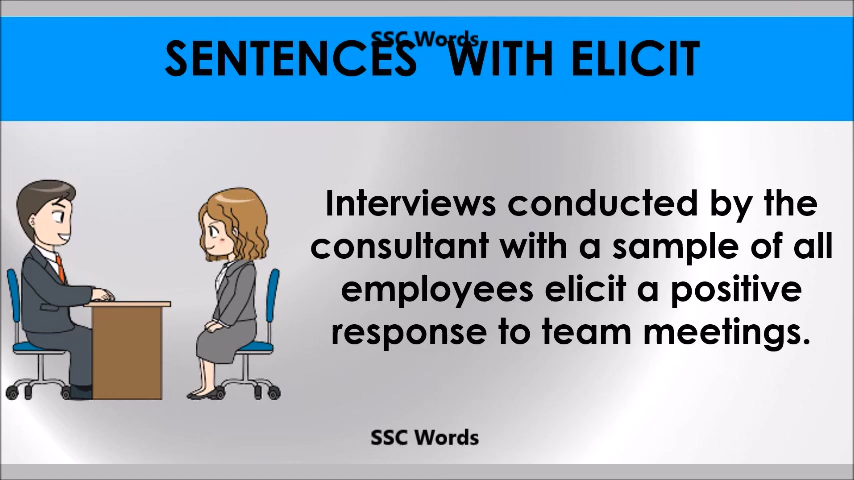 SSC Words
SENTENCES WITH ELICIT
Interviews conducted by the
consultant with a sample of all
employees elicit a positive
response to team meetings.
SSC Words